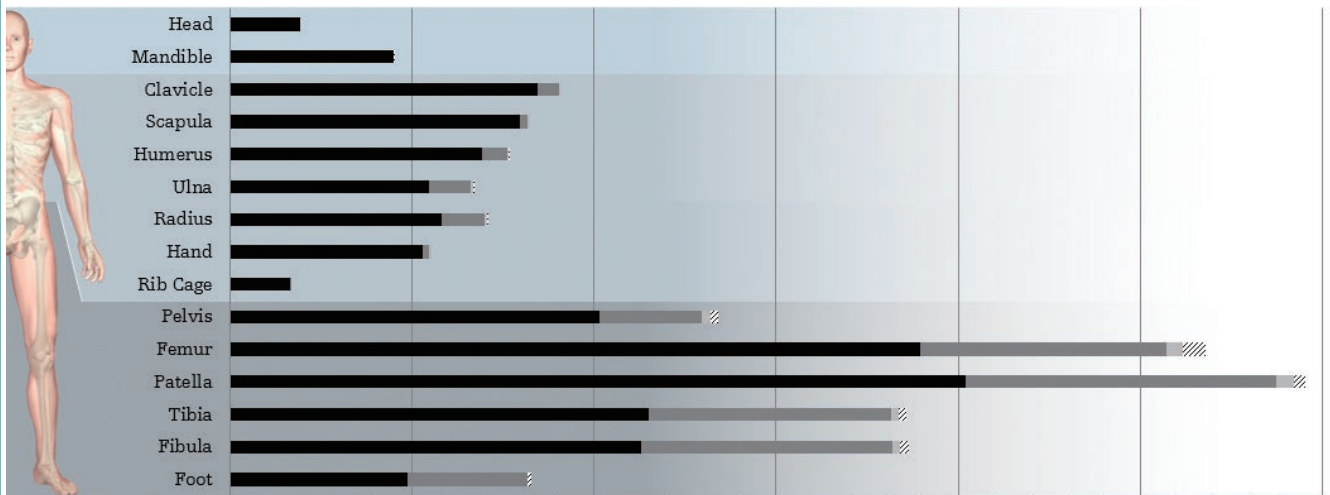 Head
Mandible
Clavicle
Scapula
Humerus
Ulna
Radius
Hand
Rib Cage
Pelvis
Femur
Patella
Tibia
Fibula
Foot